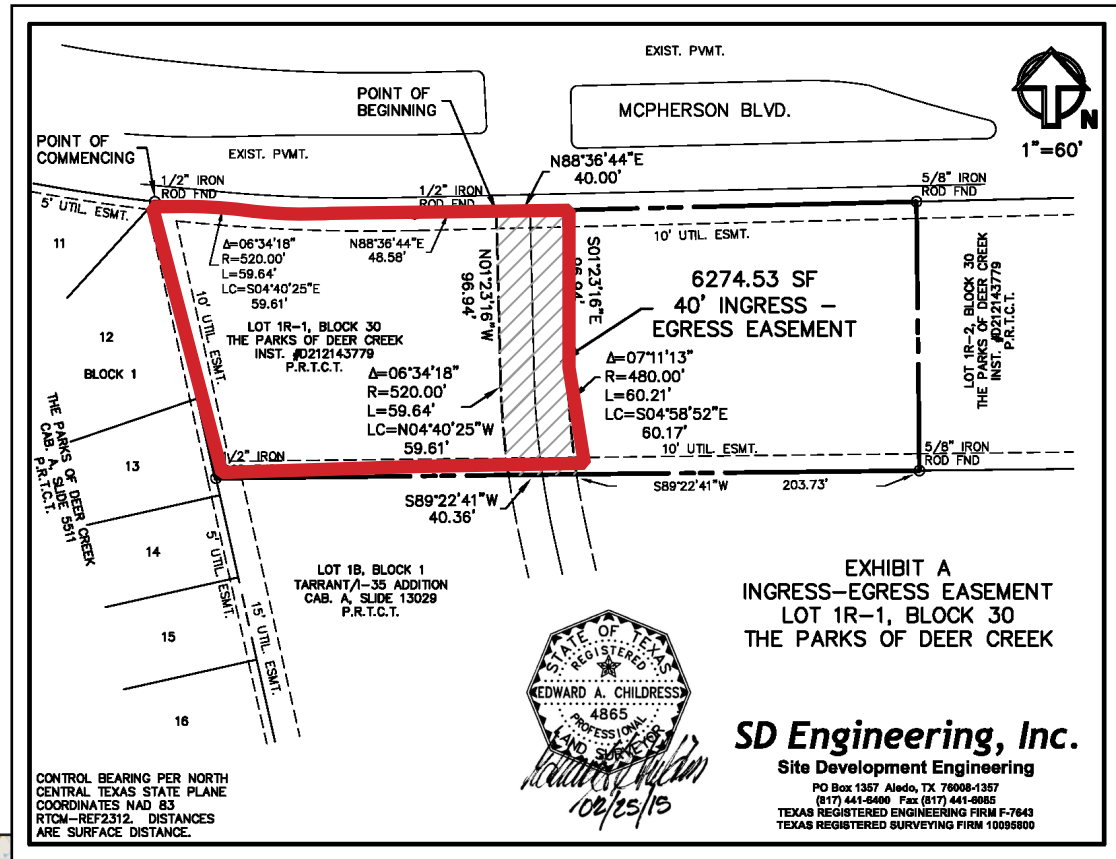 EXIST. PVMT.
POINT OF
BEGINNING
MCPHERSON BLVD.
N
1"=60'
POINT OF
COMMENCING
EXIST. PVMT.
N88°36'44"E
40.00'
1/2" IRON
ROD FND
1/2" IRON
ROD FND
5/8" IRON
ROD FND
5' UTIL. ESMT.
11
Δ=06°34'18"
R=520.00'
L=59.64'
LC=S04°40'25"E
59.61'
N88°36'44"E
48.58'
10' UTIL. ESMT.
N01°23'16"W
96.94'
S01°23'16"E
6274.53 SF
40' INGRESS –
EGRESS EASEMENT
LOT 1R–2, BLOCK 30
THE PARKS OF DEER CREEK
INST. #D212143779
P.R.T.C.T.
10' UTIL. ESMT.
LOT 1R–1, BLOCK 30
THE PARKS OF DEER CREEK
INST. #D212143779
P.R.T.C.T.
12
BLOCK 1
Δ=06°34'18"
R=520.00'
L=59.64'
LC=N04°40'25"W
59.61'
Δ=07°11'13"
R=480.00'
L=60.21'
LC=S04°58'52"E
60.17'
10' UTIL. ESMT.
THE PARKS OF DEER CREEK
CAB. A, SLIDE 5511
P.R.T.C.T.
13
1/2" IRON
5/8" IRON
ROD FND
S89°22'41"W
203.73'
S89°22'41"W
40.36'
5' UTIL. ESMT.
14
LOT 1B, BLOCK 1
TARRANT/I–35 ADDITION
CAB. A, SLIDE 13029
P.R.T.C.T.
15' UTIL. ESMT.
15
16
EXHIBIT A
INGRESS–EGRESS EASEMENT
LOT 1R–1, BLOCK 30
THE PARKS OF DEER CREEK
STATE OF TEXAS
REGISTERED
EDWARD A. CHILDRESS
4865
PROFESSIONAL
LAND SURVEYOR
02/25/15
SD Engineering, Inc.
Site Development Engineering
PO Box 1357 Aledo, TX 76008-1357
(817) 441-6400 Fax (817) 441-6085
TEXAS REGISTERED ENGINEERING FIRM F-7643
TEXAS REGISTERED SURVEYING FIRM 10095800
CONTROL BEARING PER NORTH
CENTRAL TEXAS STATE PLANE
COORDINATES NAD 83
RTCM–REF2312. DISTANCES
ARE SURFACE DISTANCE.